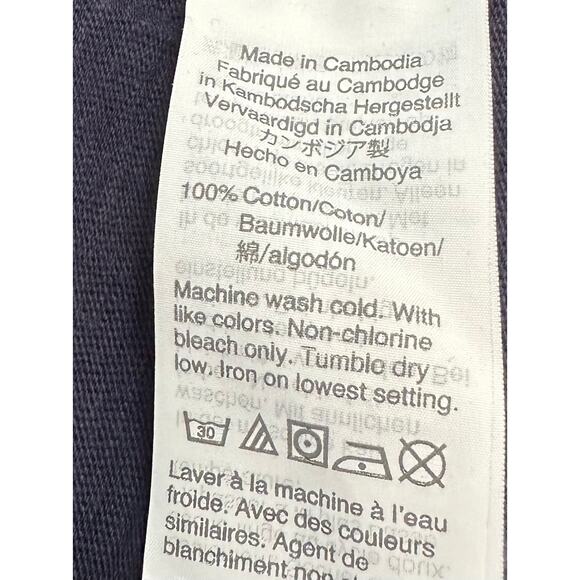 Made in Cambodia
Fabriqué au Cambodge
in Kambodscha Hergestellt
Vervaardigd in Cambodja
カンボジア製
Hecho en Camboya
100% Cotton/Coton/
Baumwolle/Katoen/
綿/algodón
Machine wash cold. With
like colors. Non-chlorine
bleach only. Tumble dry
low. Iron on lowest setting.
30
Laver à la machine à l'eau
froide. Avec des couleurs
similaires. Agent de
blanchiment non